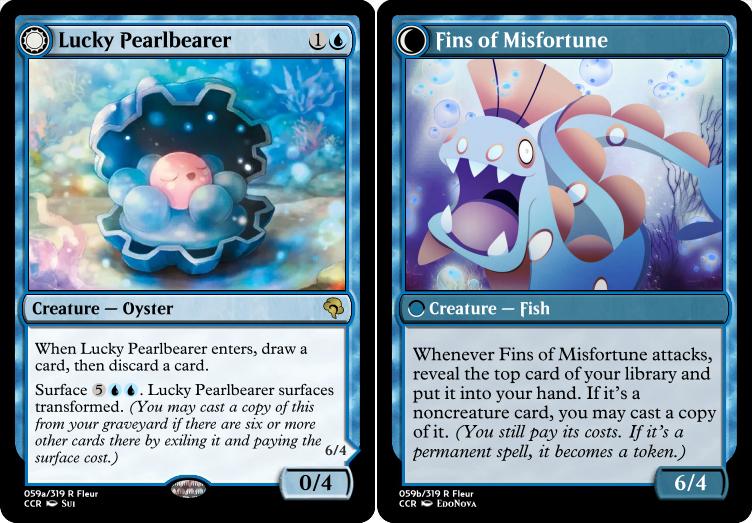 Lucky Pearlbearer 1
Creature — Oyster
When Lucky Pearlbearer enters, draw a
card, then discard a card.
Surface 5. Lucky Pearlbearer surfaces
transformed. (You may cast a copy of this
from your graveyard if there are six or more
other cards there by exiling it and paying the
surface cost.)
6/4
0/4
059a/319 R Fleur
CCR Sui
Fins of Misfortune
Creature — Fish
Whenever Fins of Misfortune attacks,
reveal the top card of your library and
put it into your hand. If it's a
noncreature card, you may cast a copy
of it. (You still pay its costs. If it's a
permanent spell, it becomes a token.)
6/4
059b/319 R Fleur
CCR EdoNova